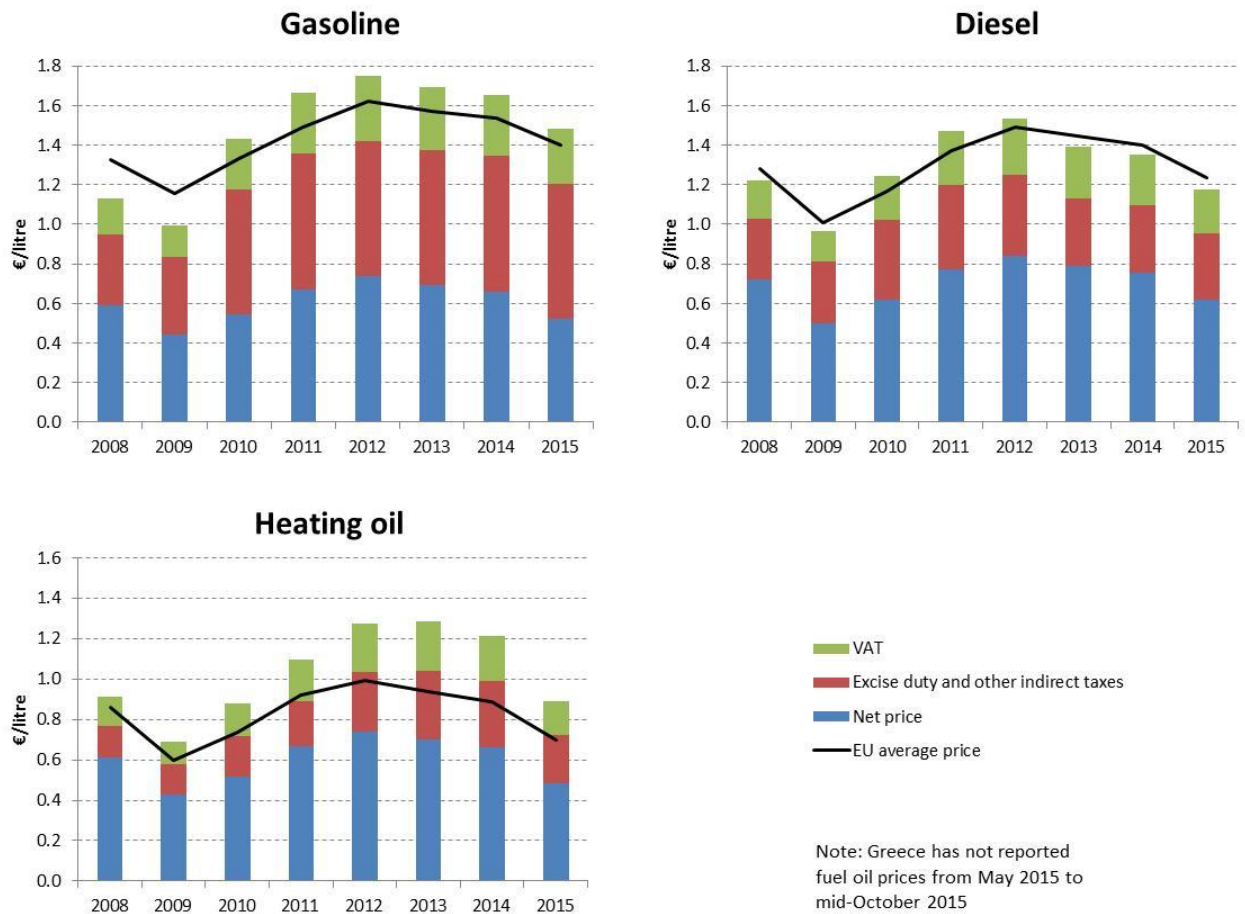 Gasoline
1.8
1.6
1.4
1.2
1.0
0.8
0.6
0.4
0.2
0.0
€/litre
2008 2009 2010 2011 2012 2013 2014 2015
Diesel
1.8
1.6
1.4
1.2
1.0
0.8
0.6
0.4
0.2
0.0
€/litre
2008 2009 2010 2011 2012 2013 2014 2015
Heating oil
1.6
1.4
1.2
1.0
0.8
0.6
0.4
0.2
0.0
€/litre
2008 2009 2010 2011 2012 2013 2014 2015
VAT
Excise duty and other indirect taxes
Net price
EU average price
Note: Greece has not reported
fuel oil prices from May 2015 to
mid-October 2015